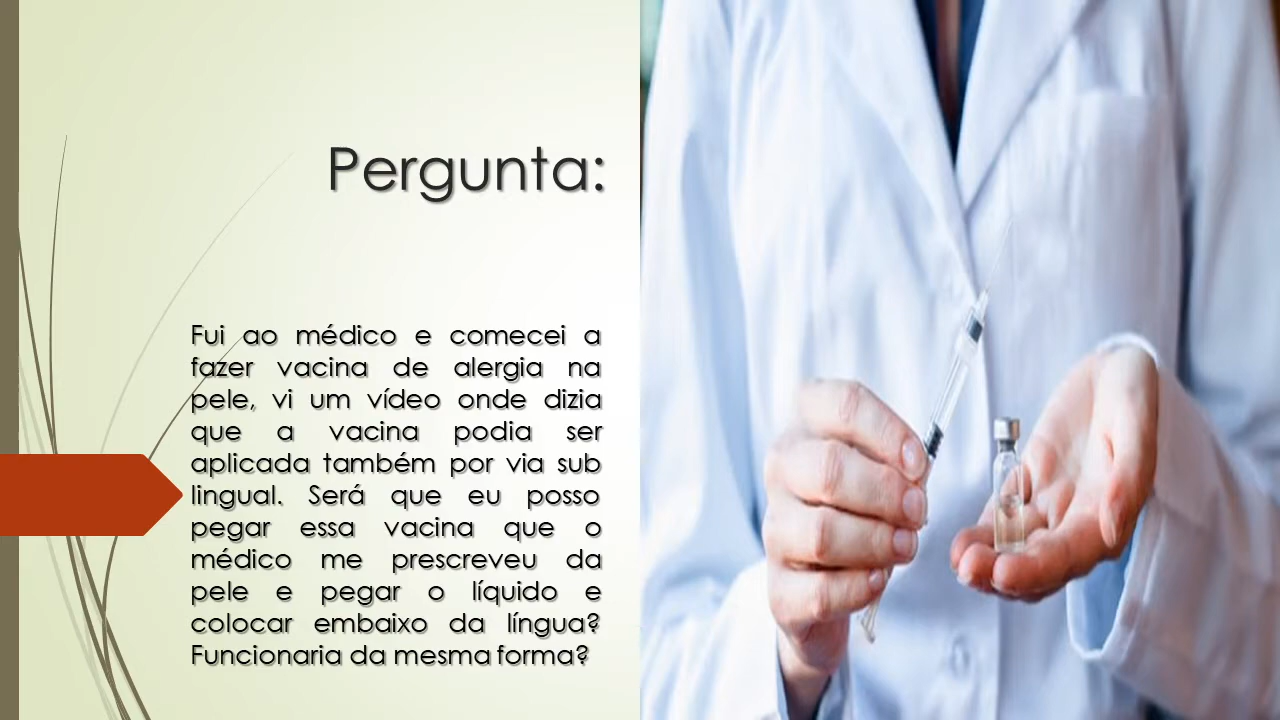 Pergunta:
Fui ao médico e comecei a
fazer vacina de alergia na
pele, vi um vídeo onde dizia
que a vacina podia ser
aplicada também por via sub
lingual. Será que eu posso
pegar essa vacina que o
médico me prescreveu da
pele e pegar o líquido e
colocar embaixo da língua?
Funcionaria da mesma forma?